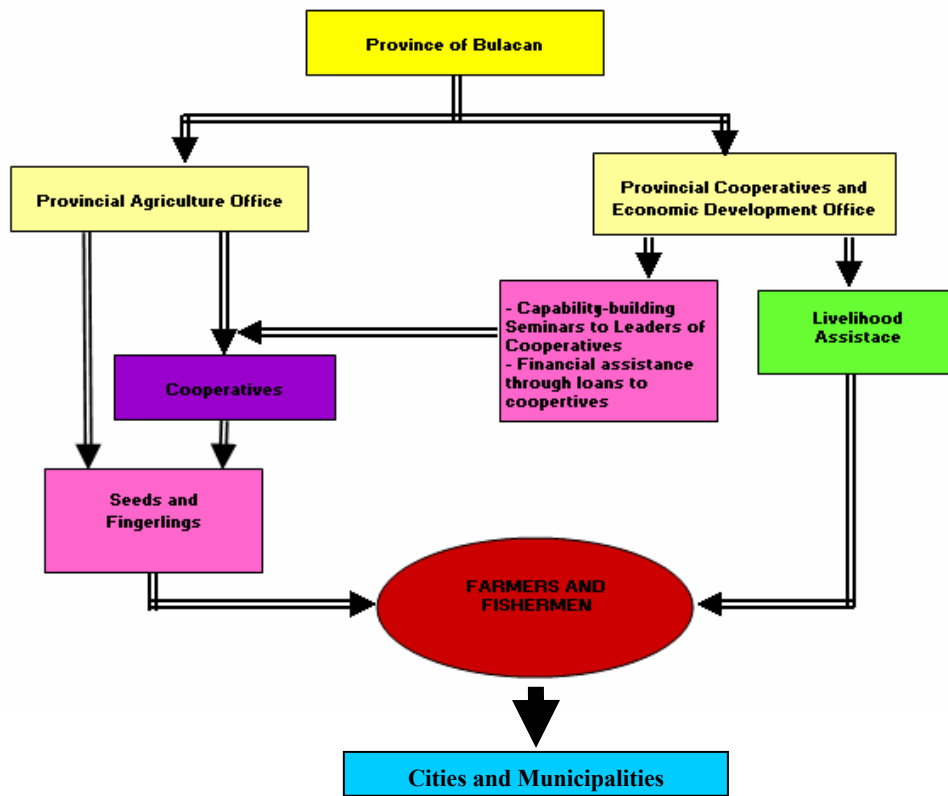 Province of Bulacan
Provincial Agriculture Office
Provincial Cooperatives and
Economic Development Office
- Capability-building
Seminars to Leaders of
Cooperatives
- Financial assistance
through loans to
coopertives
Livelihood
Assistace
Cooperatives
Seeds and
Fingerlings
FARMERS AND
FISHERMEN
Cities and Municipalities